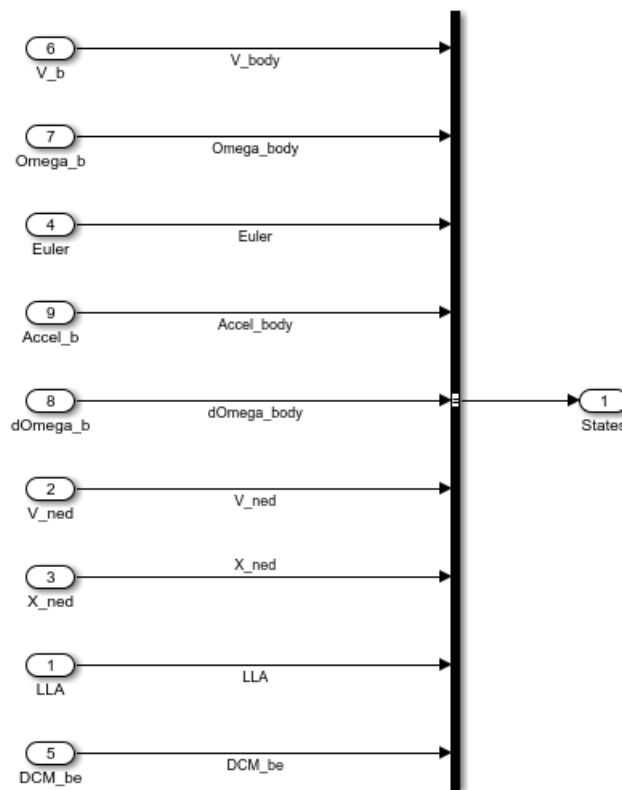 6
V_b
V_body
7
Omega_b
Omega_body
4
Euler
Euler
9
Accel_b
Accel_body
8
dOmega_b
dOmega_body
1
States
2
V_ned
V_ned
3
X_ned
X_ned
1
LLA
LLA
5
DCM_be
DCM_be